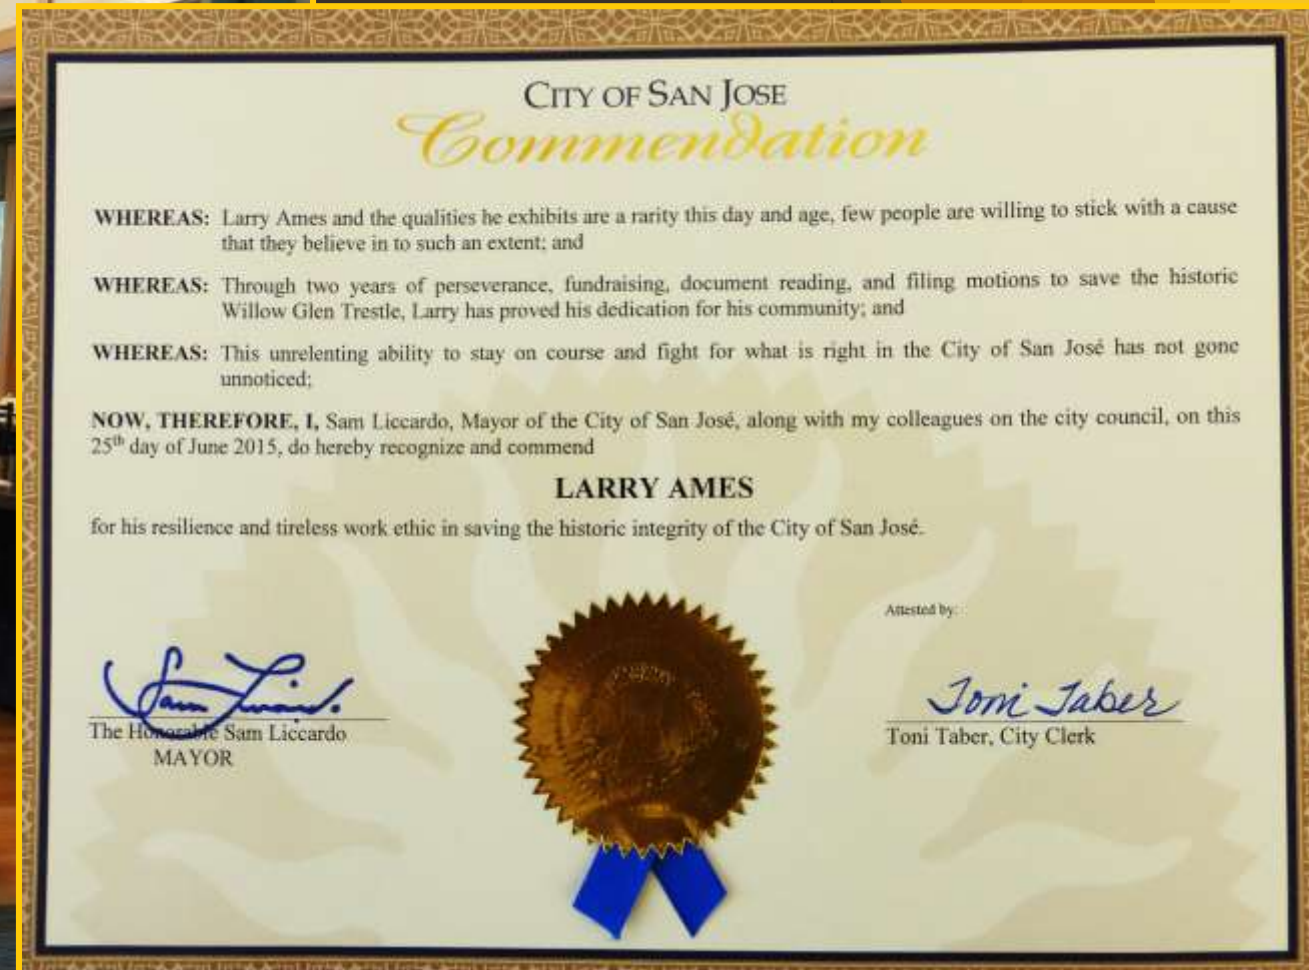 CITY OF SAN JOSE
Commendation
WHEREAS: Larry Ames and the qualities he exhibits are a rarity this day and age, few people are willing to stick with a cause
that they believe in to such an extent; and
WHEREAS: Through two years of perseverance, fundraising, document reading, and filing motions to save the historic
Willow Glen Trestle, Larry has proved his dedication for his community; and
WHEREAS: This unrelenting ability to stay on course and fight for what is right in the City of San José has not gone
unnoticed;
NOW, THEREFORE, I, Sam Liccardo, Mayor of the City of San José, along with my colleagues on the city council, on this
25th day of June 2015, do hereby recognize and commend
LARRY AMES
for his resilience and tireless work ethic in saving the historic integrity of the City of San José.
Attested by:
Toni Taber
The Honorable Sam Liccardo
MAYOR
Toni Taber, City Clerk